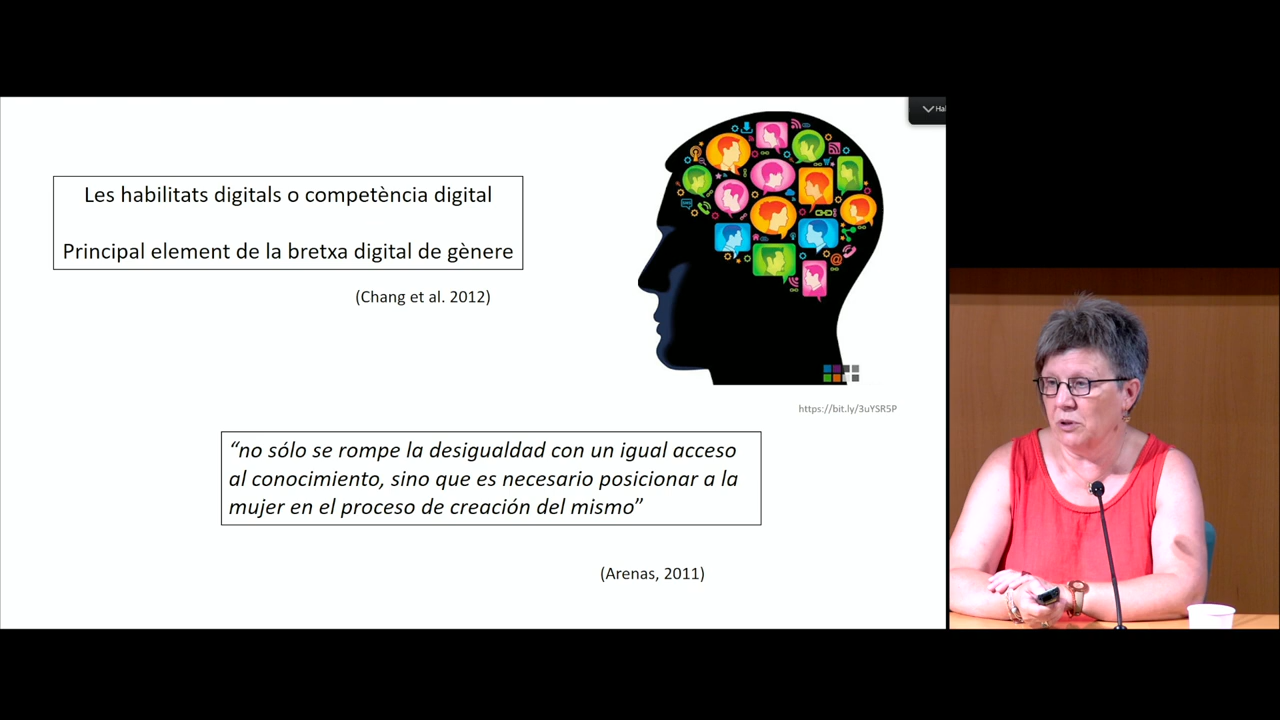 Les habilitats digitals o competència digital
Principal element de la bretxa digital de gènere
(Chang et al. 2012)
https://bit.ly/3uYSR5P
“no sólo se rompe la desigualdad con un igual acceso
al conocimiento, sino que es necesario posicionar a la
mujer en el proceso de creación del mismo”
(Arenas, 2011)